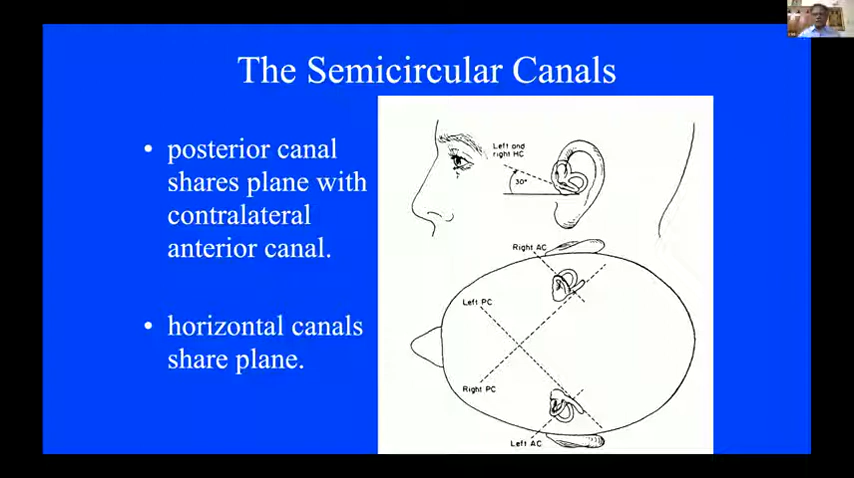 The Semicircular Canals
• posterior canal
shares plane with
contralateral
anterior canal.
• horizontal canals
share plane.
Left and
right HC
30°
Right AC
Left PC
Right PC
Left AC